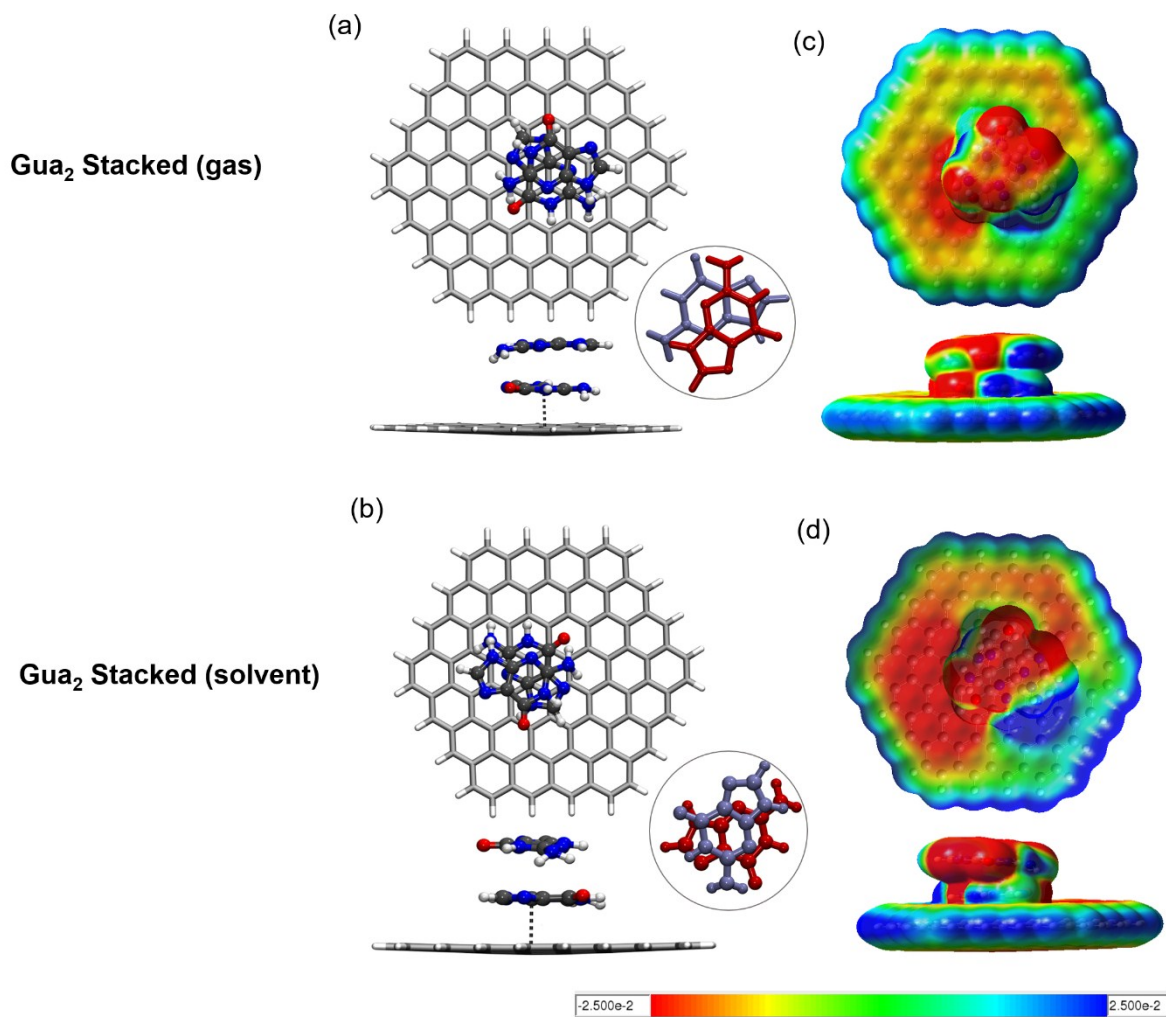 (a)
(c)
Gua₂ Stacked (gas)
(b)
(d)
Gua₂ Stacked (solvent)
-2.500e-2
2.500e-2